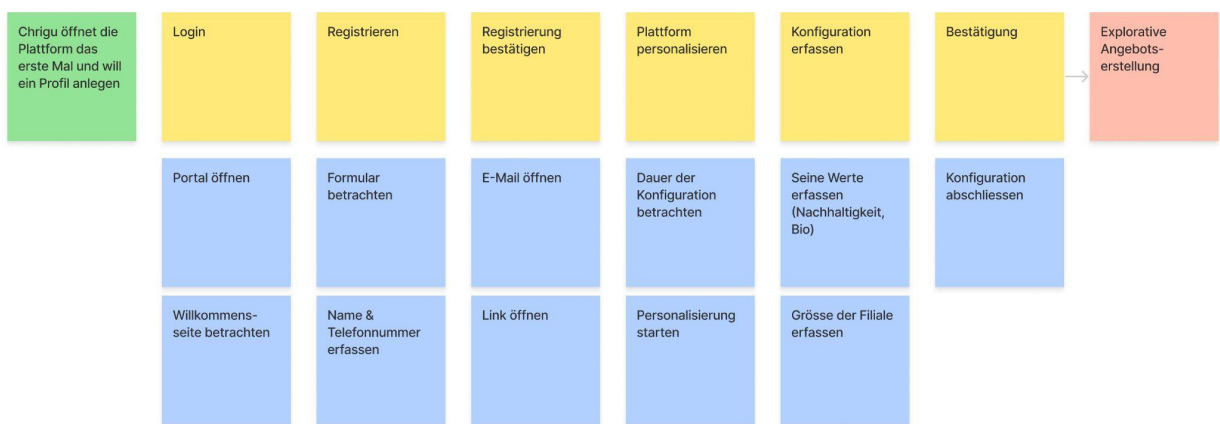 Chrigu öffnet die
Plattform das
erste Mal und will
ein Profil anlegen
Login
Registrieren
Registrierung
bestätigen
Plattform
personalisieren
Konfiguration
erfassen
Bestätigung
Explorative
Angebots-
erstellung
Portal öffnen
Formular
betrachten
E-Mail öffnen
Dauer der
Konfiguration
betrachten
Seine Werte
erfassen
(Nachhaltigkeit,
Bio)
Konfiguration
abschliessen
Willkommens-
seite betrachten
Name &
Telefonnummer
erfassen
Link öffnen
Personalisierung
starten
Grösse der Filiale
erfassen